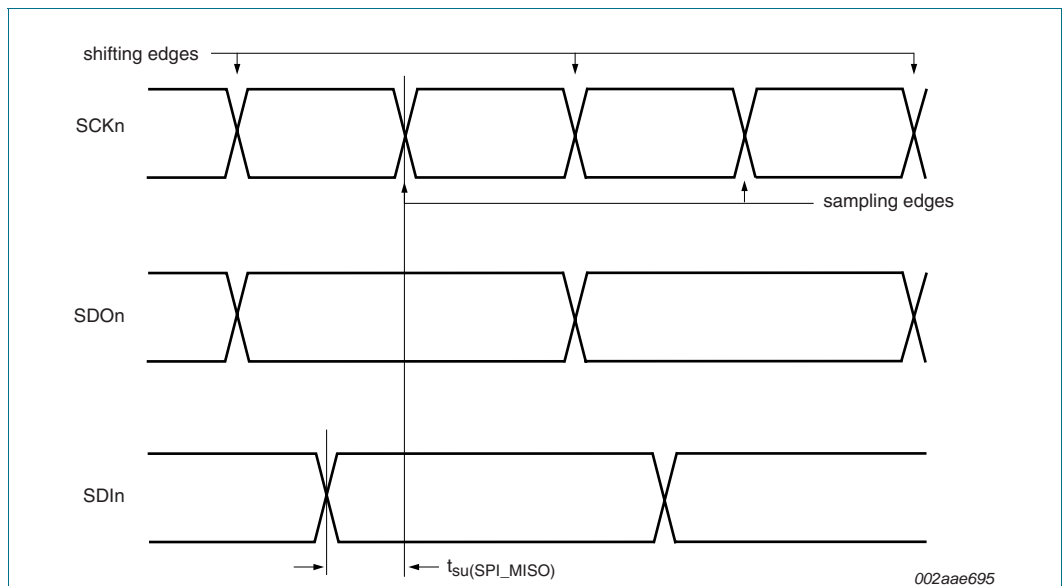 shifting edges
SCKn
sampling edges
SDOn
SDIn
tsu(SPI_MISO)
002aae695